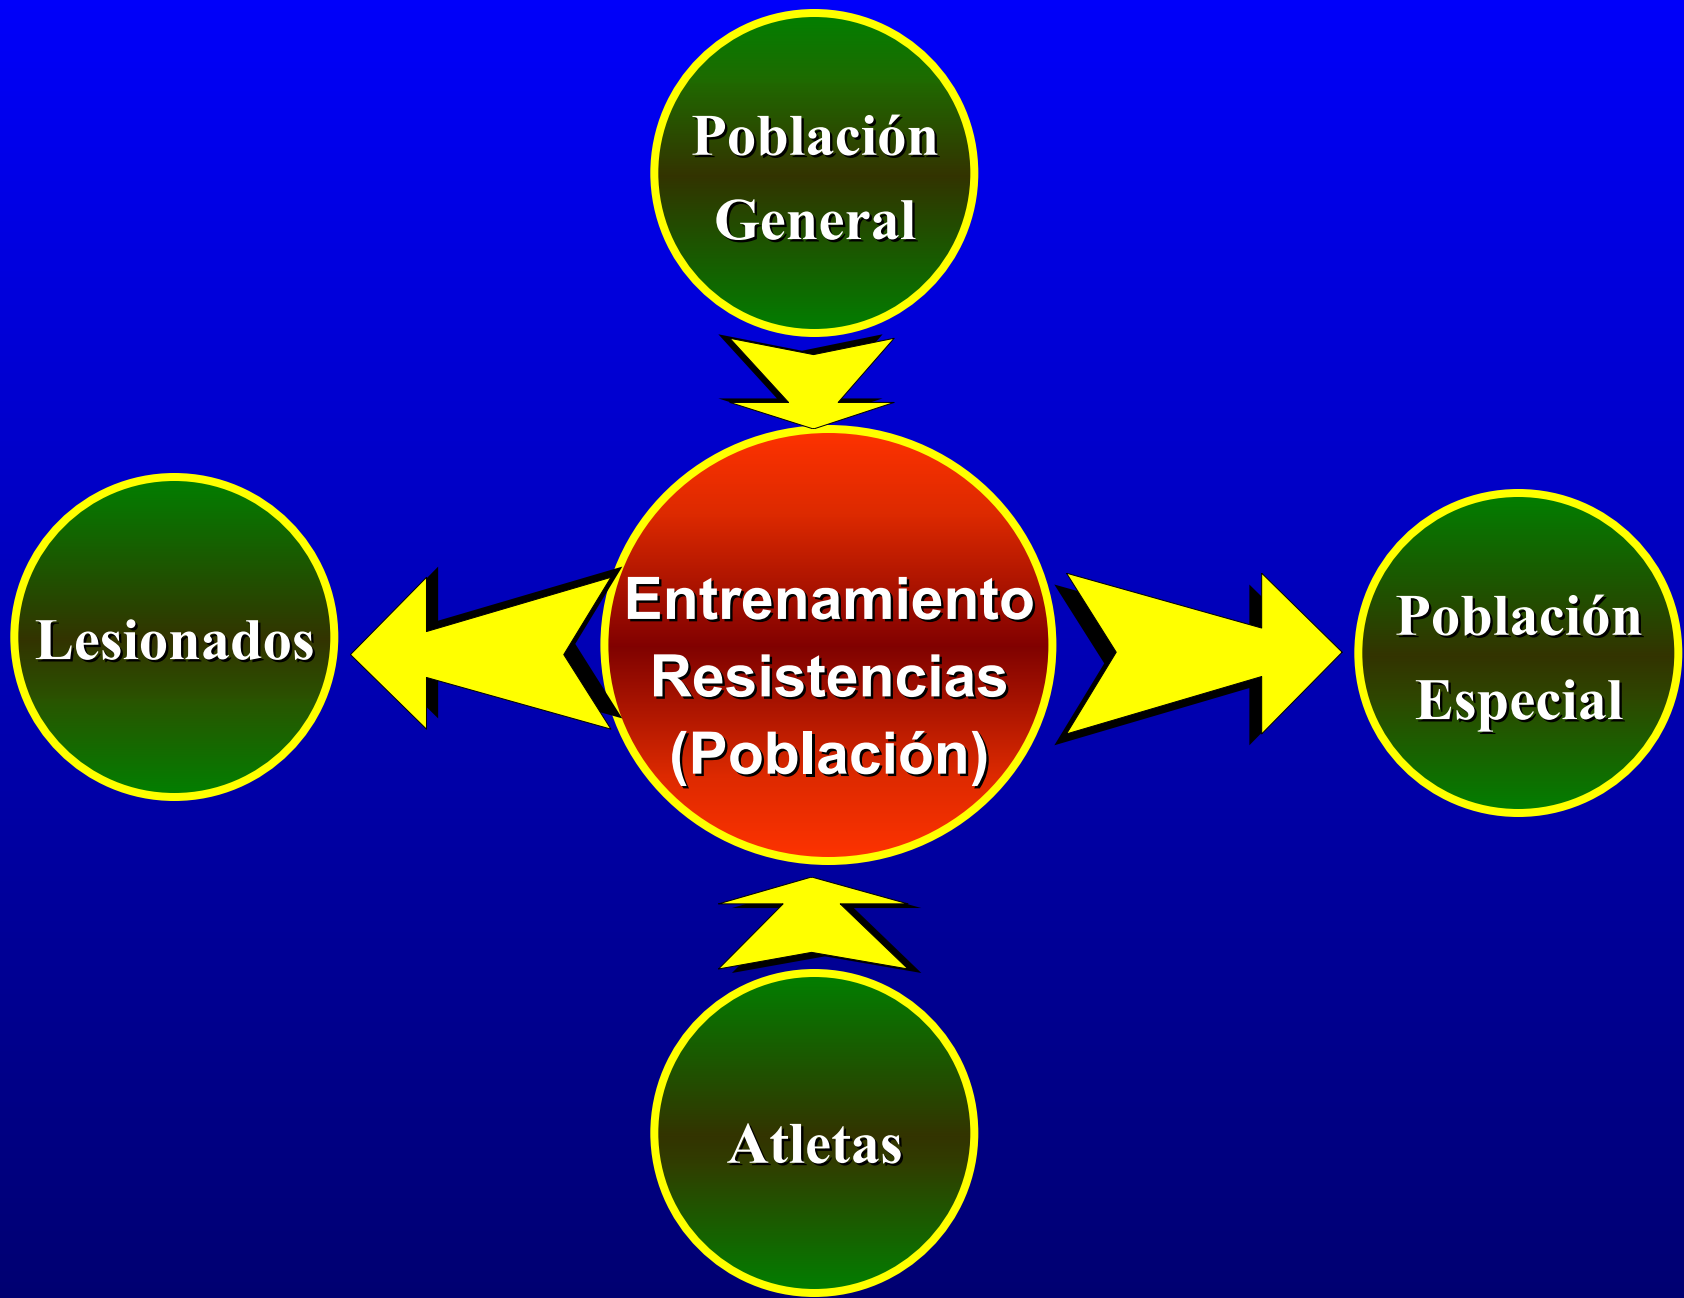 Población
General
Lesionados
Entrenamiento
Resistencias
(Población)
Población
Especial
Atletas